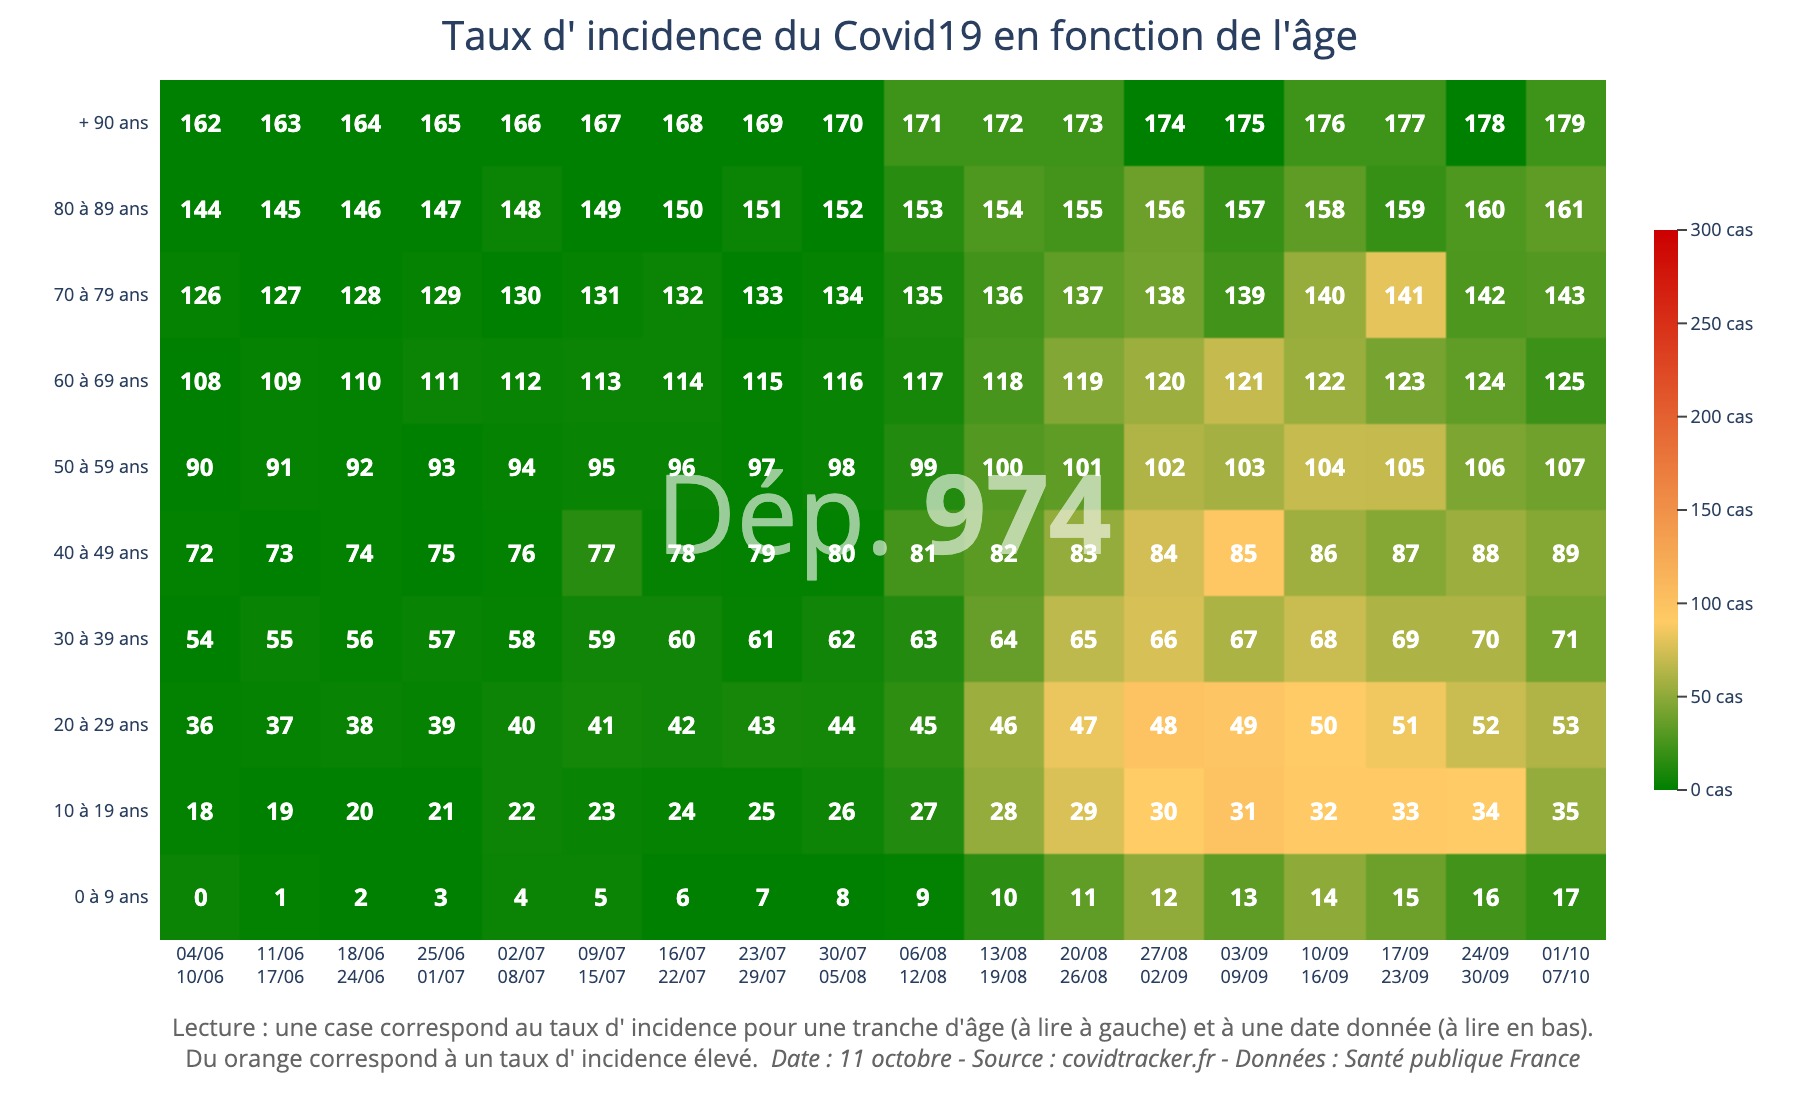 Taux d' incidence du Covid19 en fonction de l'âge
+ 90 ans 162 163 164 165 166 167 168 169 170 171 172 173 174 175 176 177 178 179
80 à 89 ans 144 145 146 147 148 149 150 151 152 153 154 155 156 157 158 159 160 161
70 à 79 ans 126 127 128 129 130 131 132 133 134 135 136 137 138 139 140 141 142 143
60 à 69 ans 108 109 110 111 112 113 114 115 116 117 118 119 120 121 122 123 124 125
50 à 59 ans 90 91 92 93 94 95 96 97 98 99 100 101 102 103 104 105 106 107
Dép. 974
40 à 49 ans 72 73 74 75 76 77 78 79 80 81 82 83 84 85 86 87 88 89
30 à 39 ans 54 55 56 57 58 59 60 61 62 63 64 65 66 67 68 69 70 71
20 à 29 ans 36 37 38 39 40 41 42 43 44 45 46 47 48 49 50 51 52 53
10 à 19 ans 18 19 20 21 22 23 24 25 26 27 28 29 30 31 32 33 34 35
0 à 9 ans 0 1 2 3 4 5 6 7 8 9 10 11 12 13 14 15 16 17
04/06 11/06 18/06 25/06 02/07 09/07 16/07 23/07 30/07 06/08 13/08 20/08 27/08 03/09 10/09 17/09 24/09 01/10
10/06 17/06 24/06 01/07 08/07 15/07 22/07 29/07 05/08 12/08 19/08 26/08 02/09 09/09 16/09 23/09 30/09 07/10
300 cas
250 cas
200 cas
150 cas
100 cas
50 cas
0 cas
Lecture : une case correspond au taux d' incidence pour une tranche d'âge (à lire à gauche) et à une date donnée (à lire en bas).
Du orange correspond à un taux d' incidence élevé. Date : 11 octobre - Source : covidtracker.fr - Données : Santé publique France